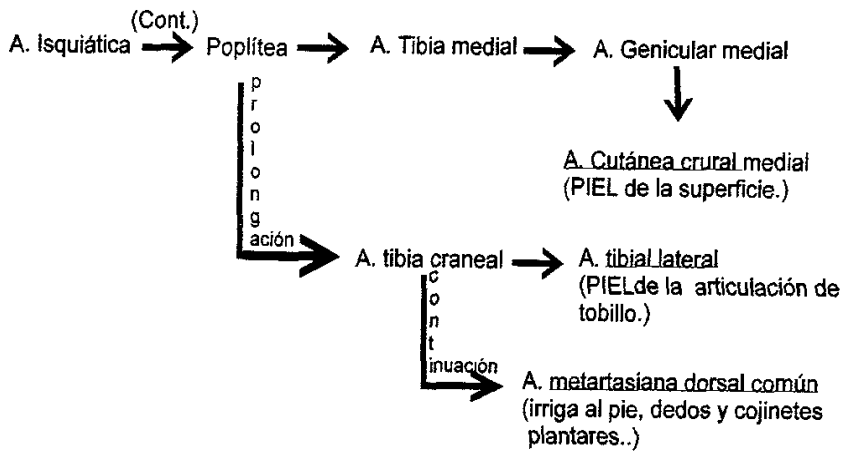 (Cont.)
A. Isquiática Poplítea A. Tibia medial A. Genicular medial
prolongación
A. Cutánea crural medial
(PIEL de la superficie.)
A. tibia craneal A. tibial lateral
(PIELde la articulación de
tobillo.)
continuación
A. metartasiana dorsal común
(irriga al pie, dedos y cojinetes
plantares..)